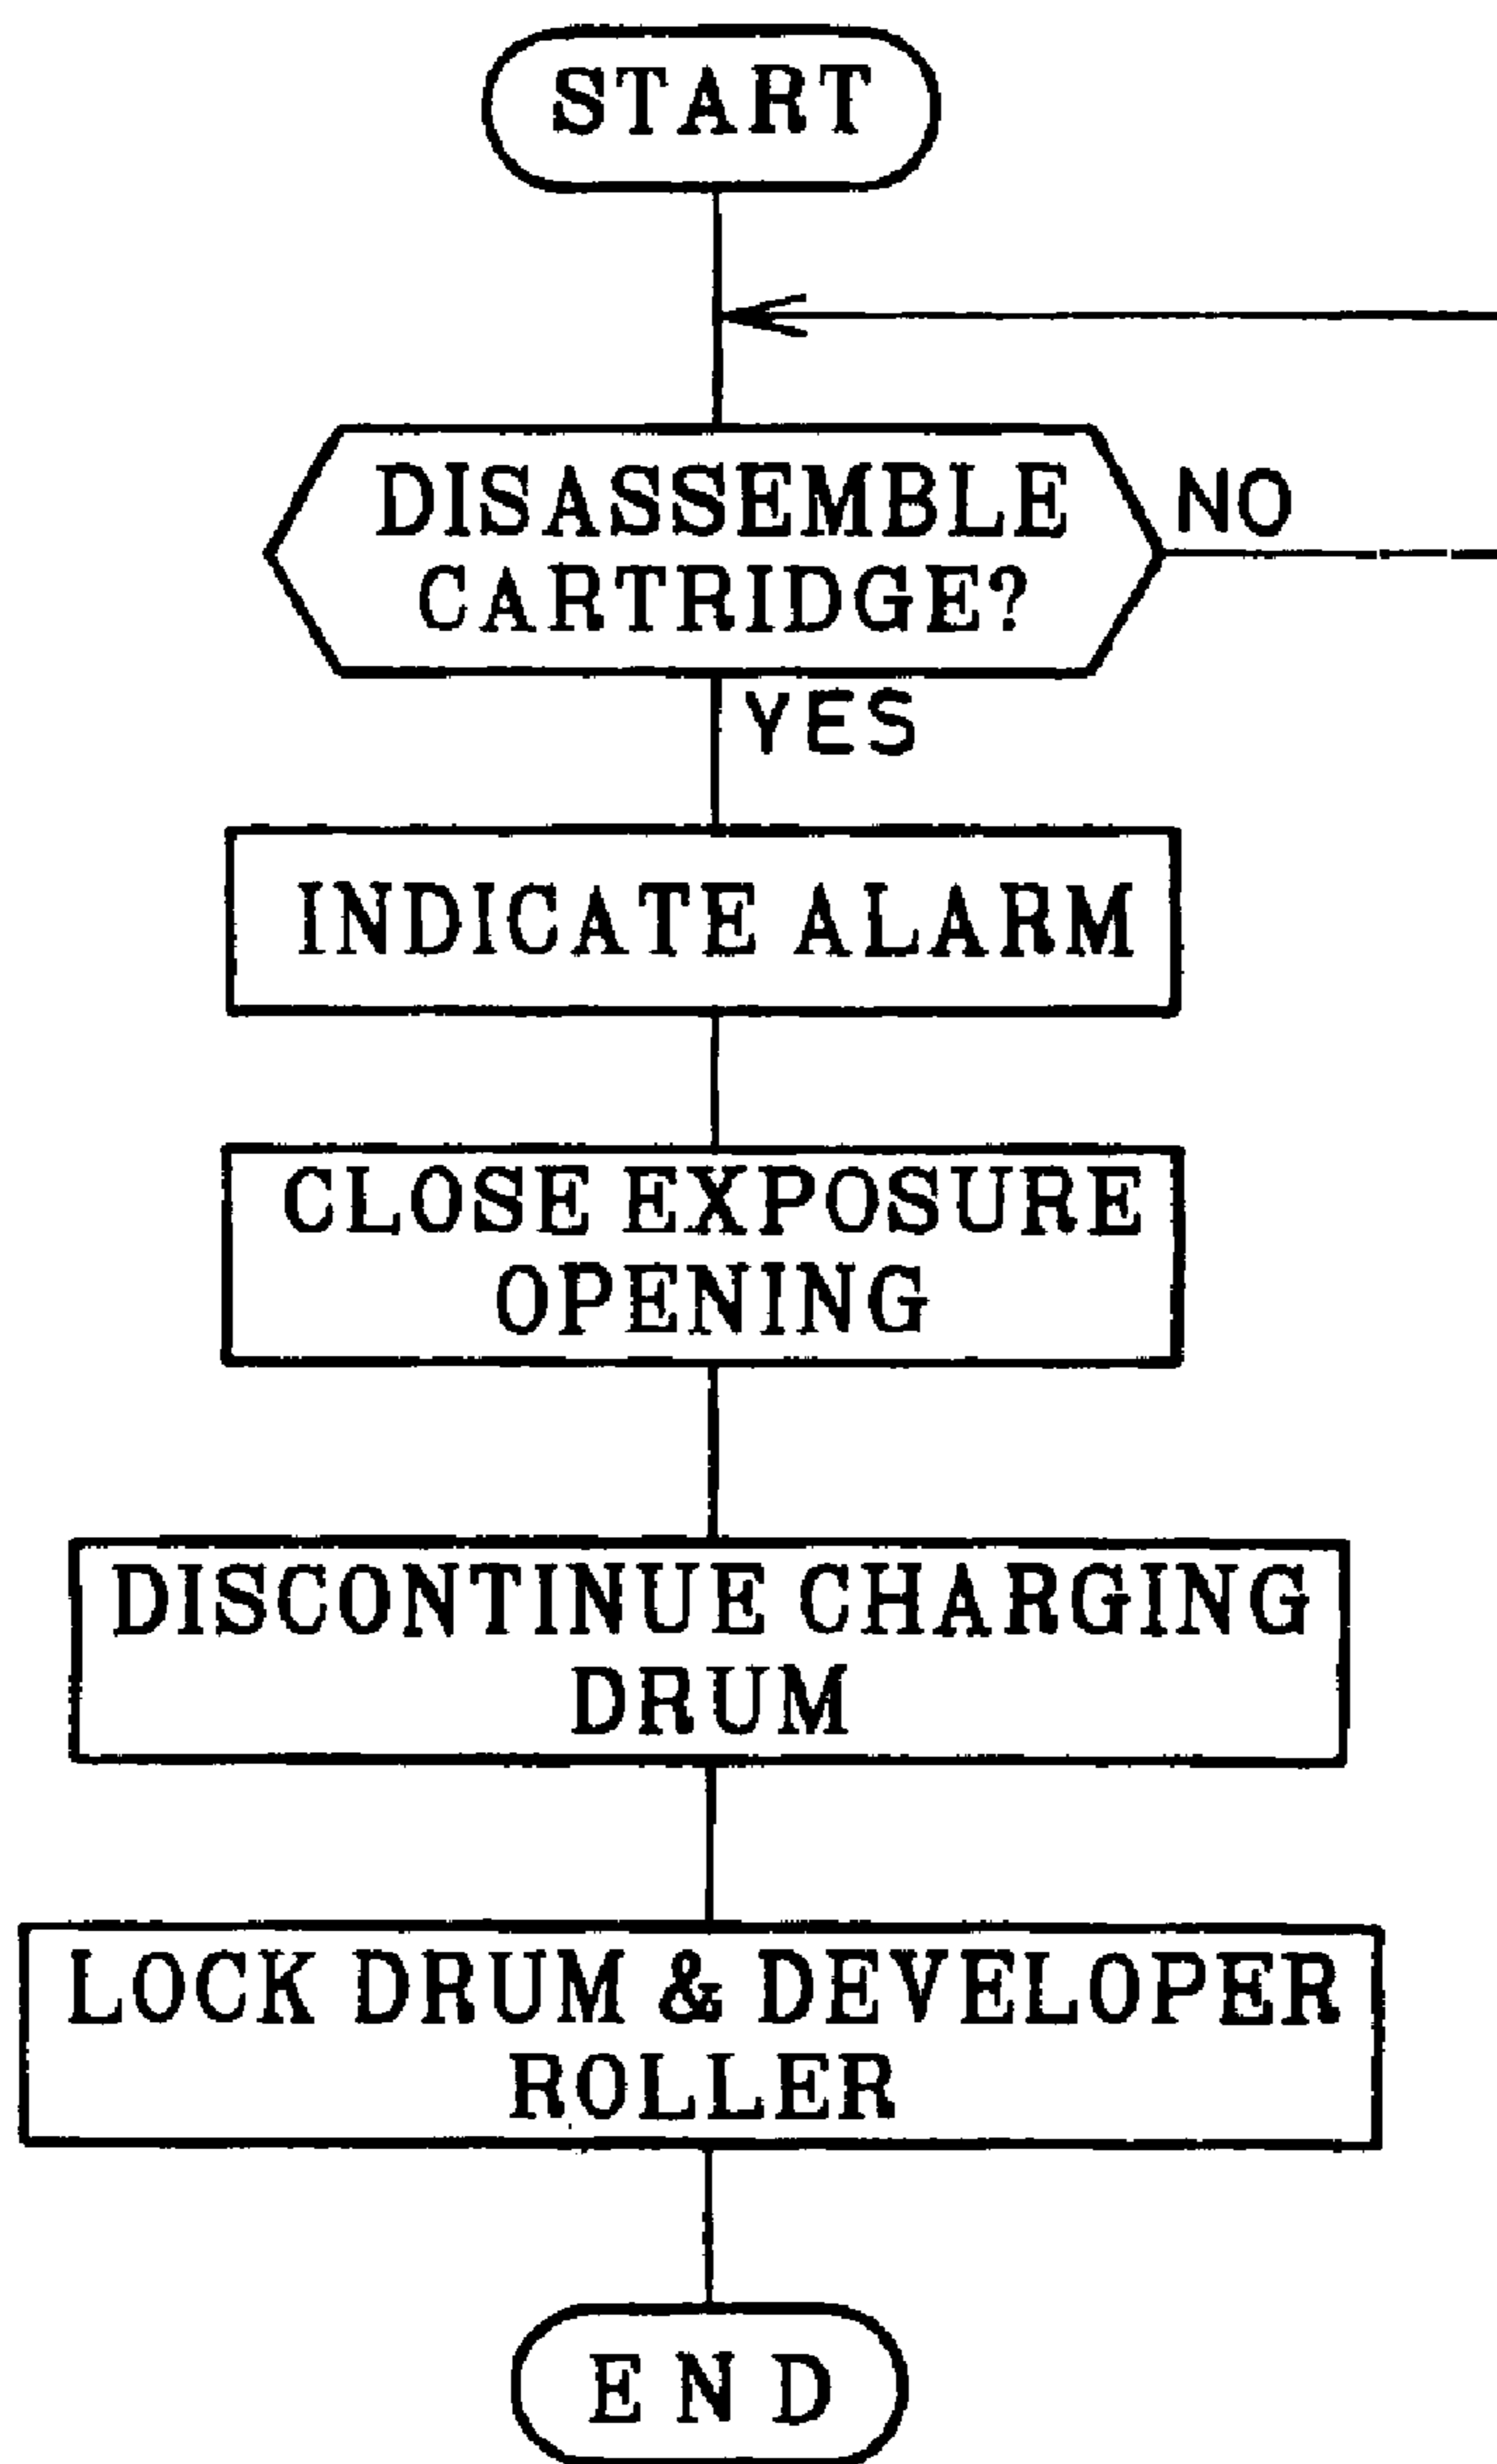 START
DISASSEMBLE
CARTRIDGE?
NO
YES
INDICATE ALARM
CLOSE EXPOSURE
OPENING
DISCONTINUE CHARGING
DRUM
LOCK DRUM & DEVELOPER
ROLLER
END